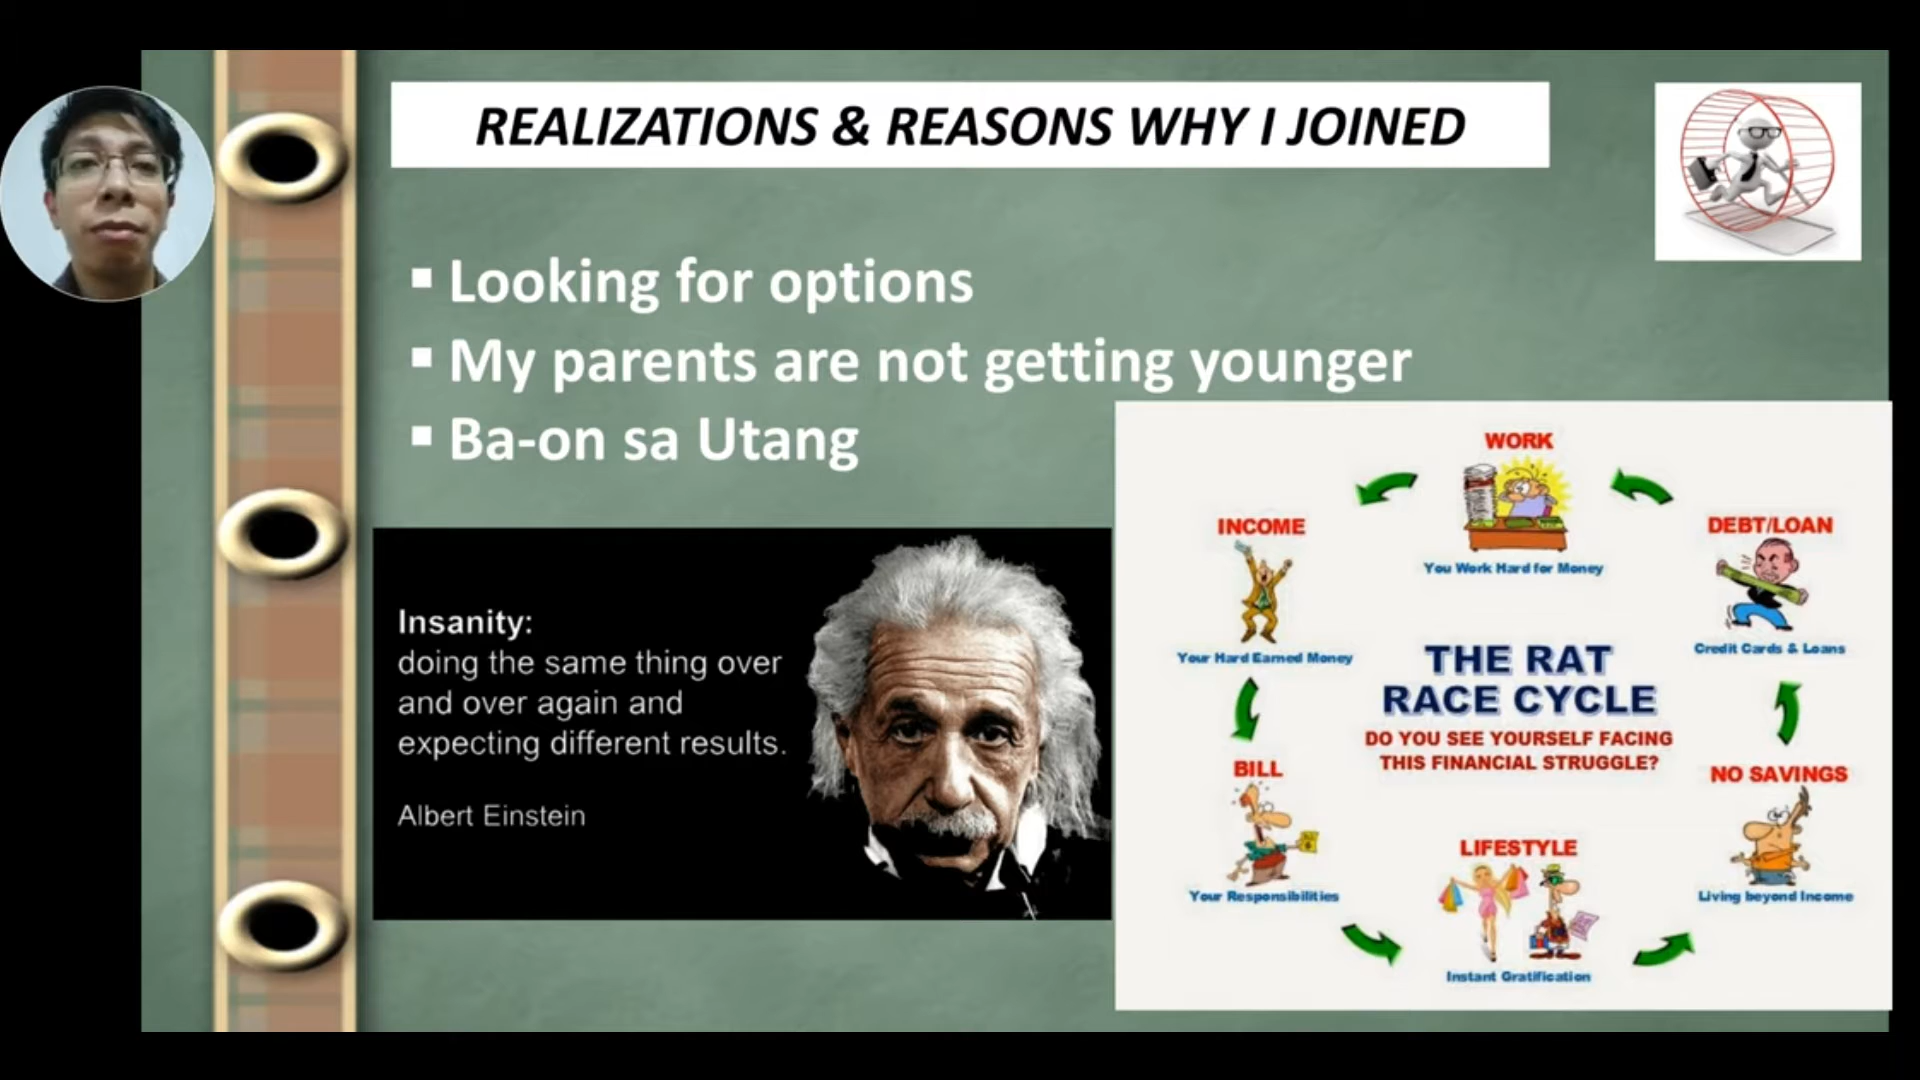 REALIZATIONS & REASONS WHY I JOINED
▪ Looking for options
▪ My parents are not getting younger
▪ Ba-on sa Utang
Insanity:
doing the same thing over
and over again and
expecting different results.
Albert Einstein
WORK
You Work Hard for Money
INCOME
Your Hard Earned Money
BILL
Your Responsibilities
LIFESTYLE
Instant Gratification
NO SAVINGS
Living beyond Income
DEBT/LOAN
Credit Cards & Loans
THE RAT
RACE CYCLE
DO YOU SEE YOURSELF FACING
THIS FINANCIAL STRUGGLE?